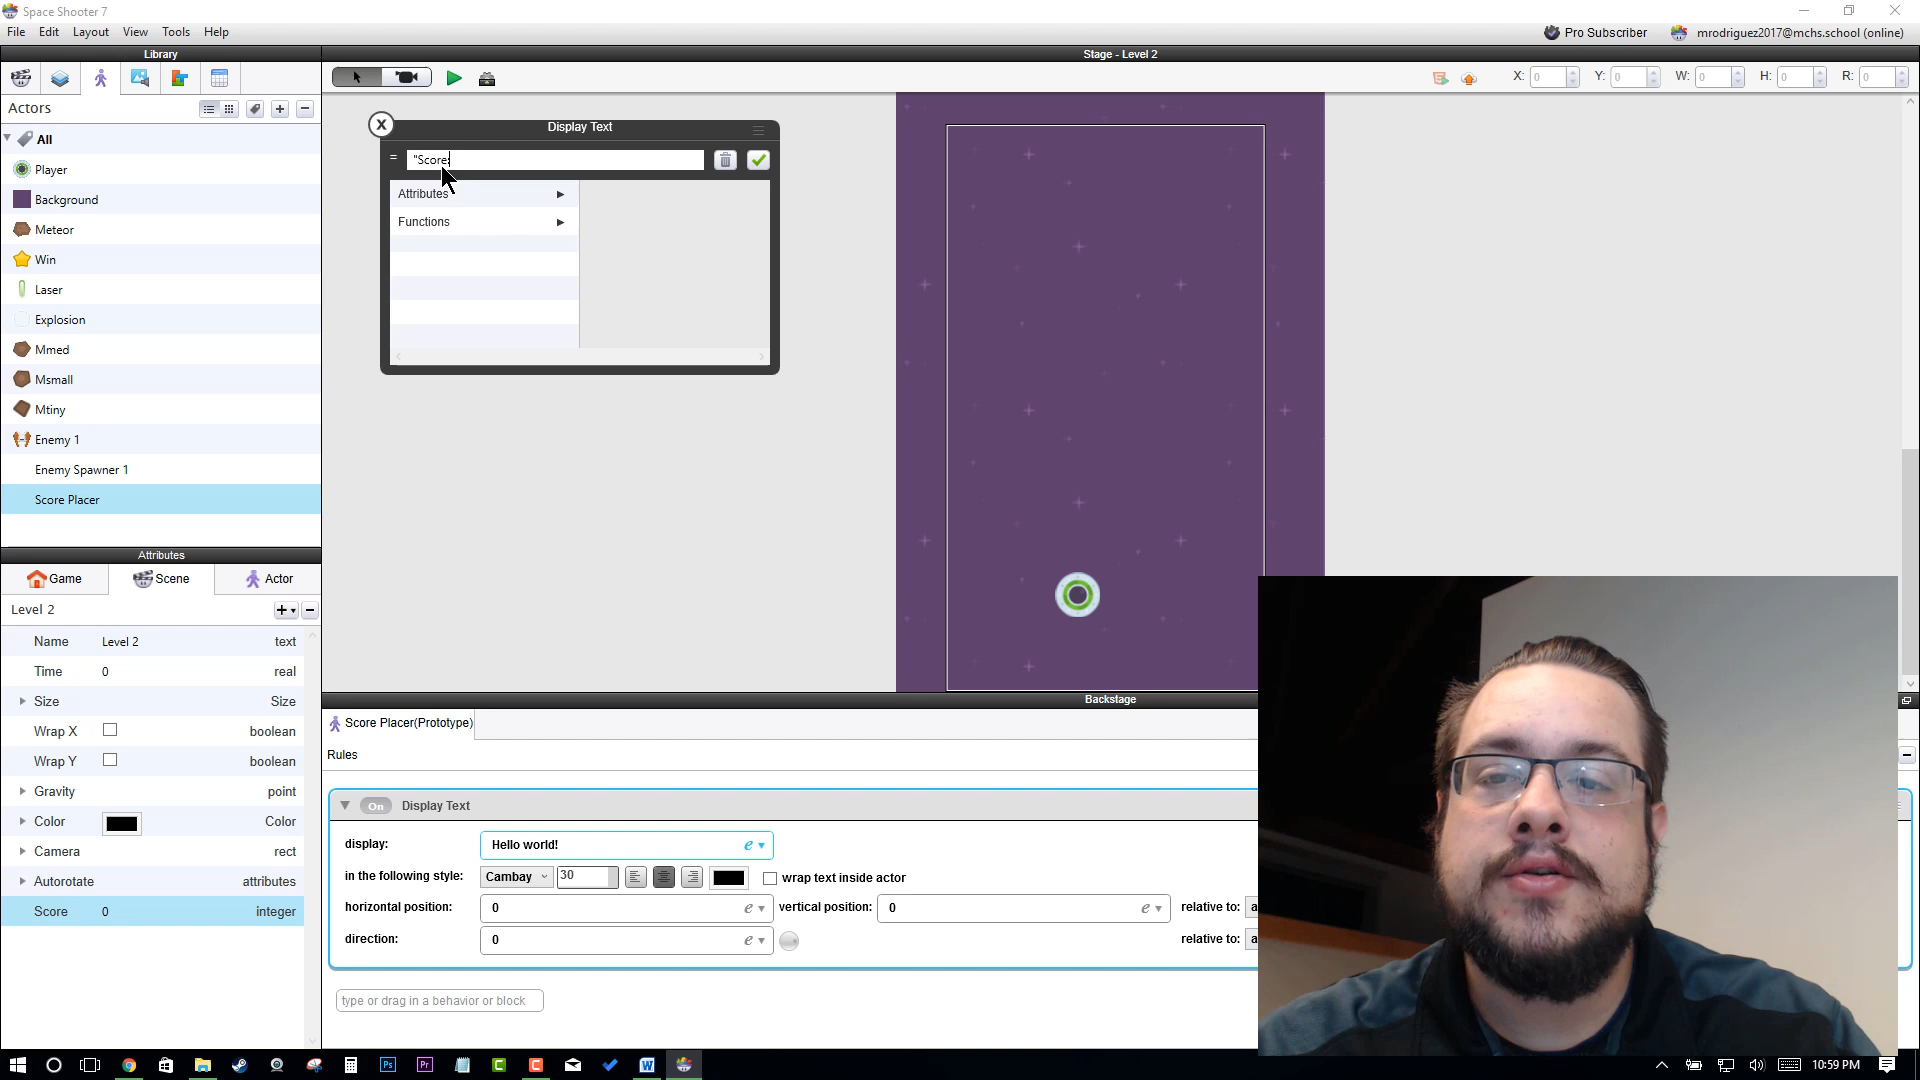 Space Shooter 7
File Edit Layout View Tools Help
Pro Subscriber mrodriguez2017@mchs.school (online)
Library
Stage - Level 2
X: 0 Y: 0 W: 0 H: 0 R: 0
Actors
All
Player
Background
Meteor
Win
Laser
Explosion
Mmed
Msmall
Mtiny
Enemy 1
Enemy Spawner 1
Score Placer
X
Display Text
= "Score:
Attributes
Functions
Attributes
Game Scene Actor
Level 2
Name Level 2 text
Time 0 real
Size Size
Wrap X boolean
Wrap Y boolean
Gravity point
Color Color
Camera rect
Autorotate attributes
Score 0 integer
Backstage
Score Placer(Prototype)
Rules
On Display Text
display: Hello world! e
in the following style: Cambay 30 wrap text inside actor
horizontal position: 0 e vertical position: 0 e relative to: a
direction: 0 e relative to: a
type or drag in a behavior or block
Ps Pr W 10:59 PM